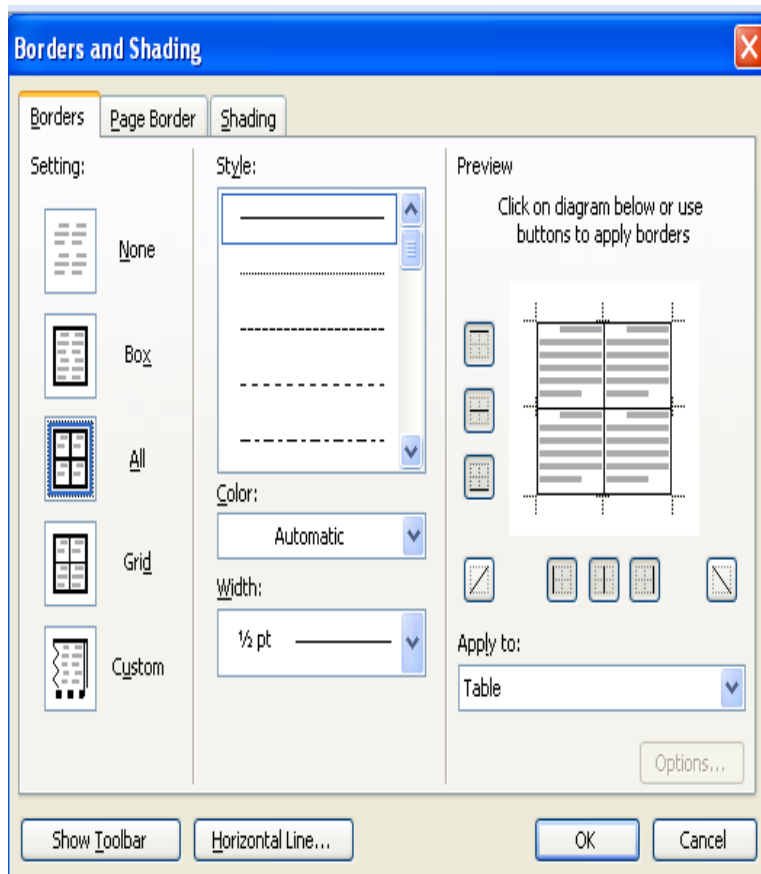 Borders and Shading
Borders
Page Border
Shading
Setting:
None
Box
All
Grid
Custom
Style:
Color:
Automatic
Width:
½ pt
Preview
Click on diagram below or use
buttons to apply borders
Apply to:
Table
Options...
Show Toolbar
Horizontal Line...
OK
Cancel